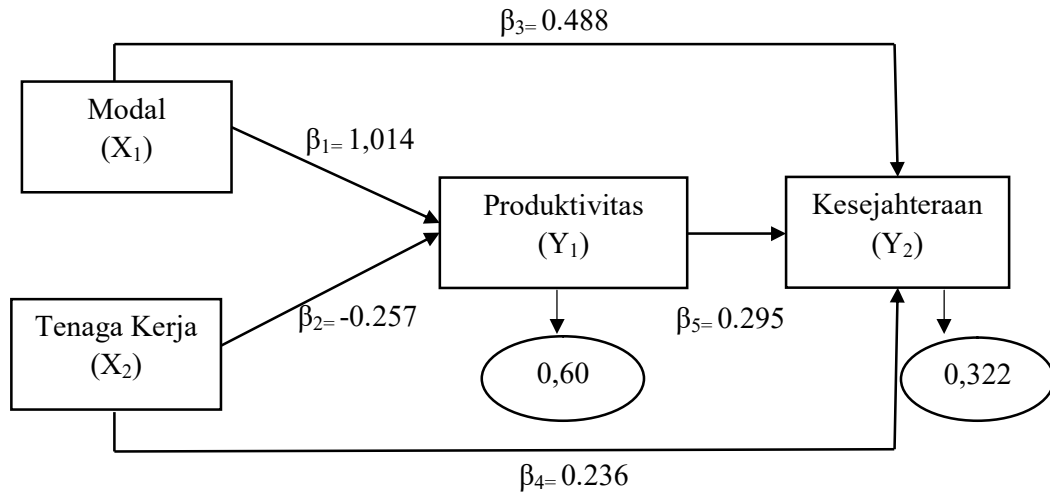 β₃₌ 0.488
Modal
(X₁)
β₁₌ 1,014
Produktivitas
(Y₁)
Kesejahteraan
(Y₂)
Tenaga Kerja
(X₂)
β₂₌ -0.257
β₅₌ 0.295
0,60
0,322
β₄₌ 0.236